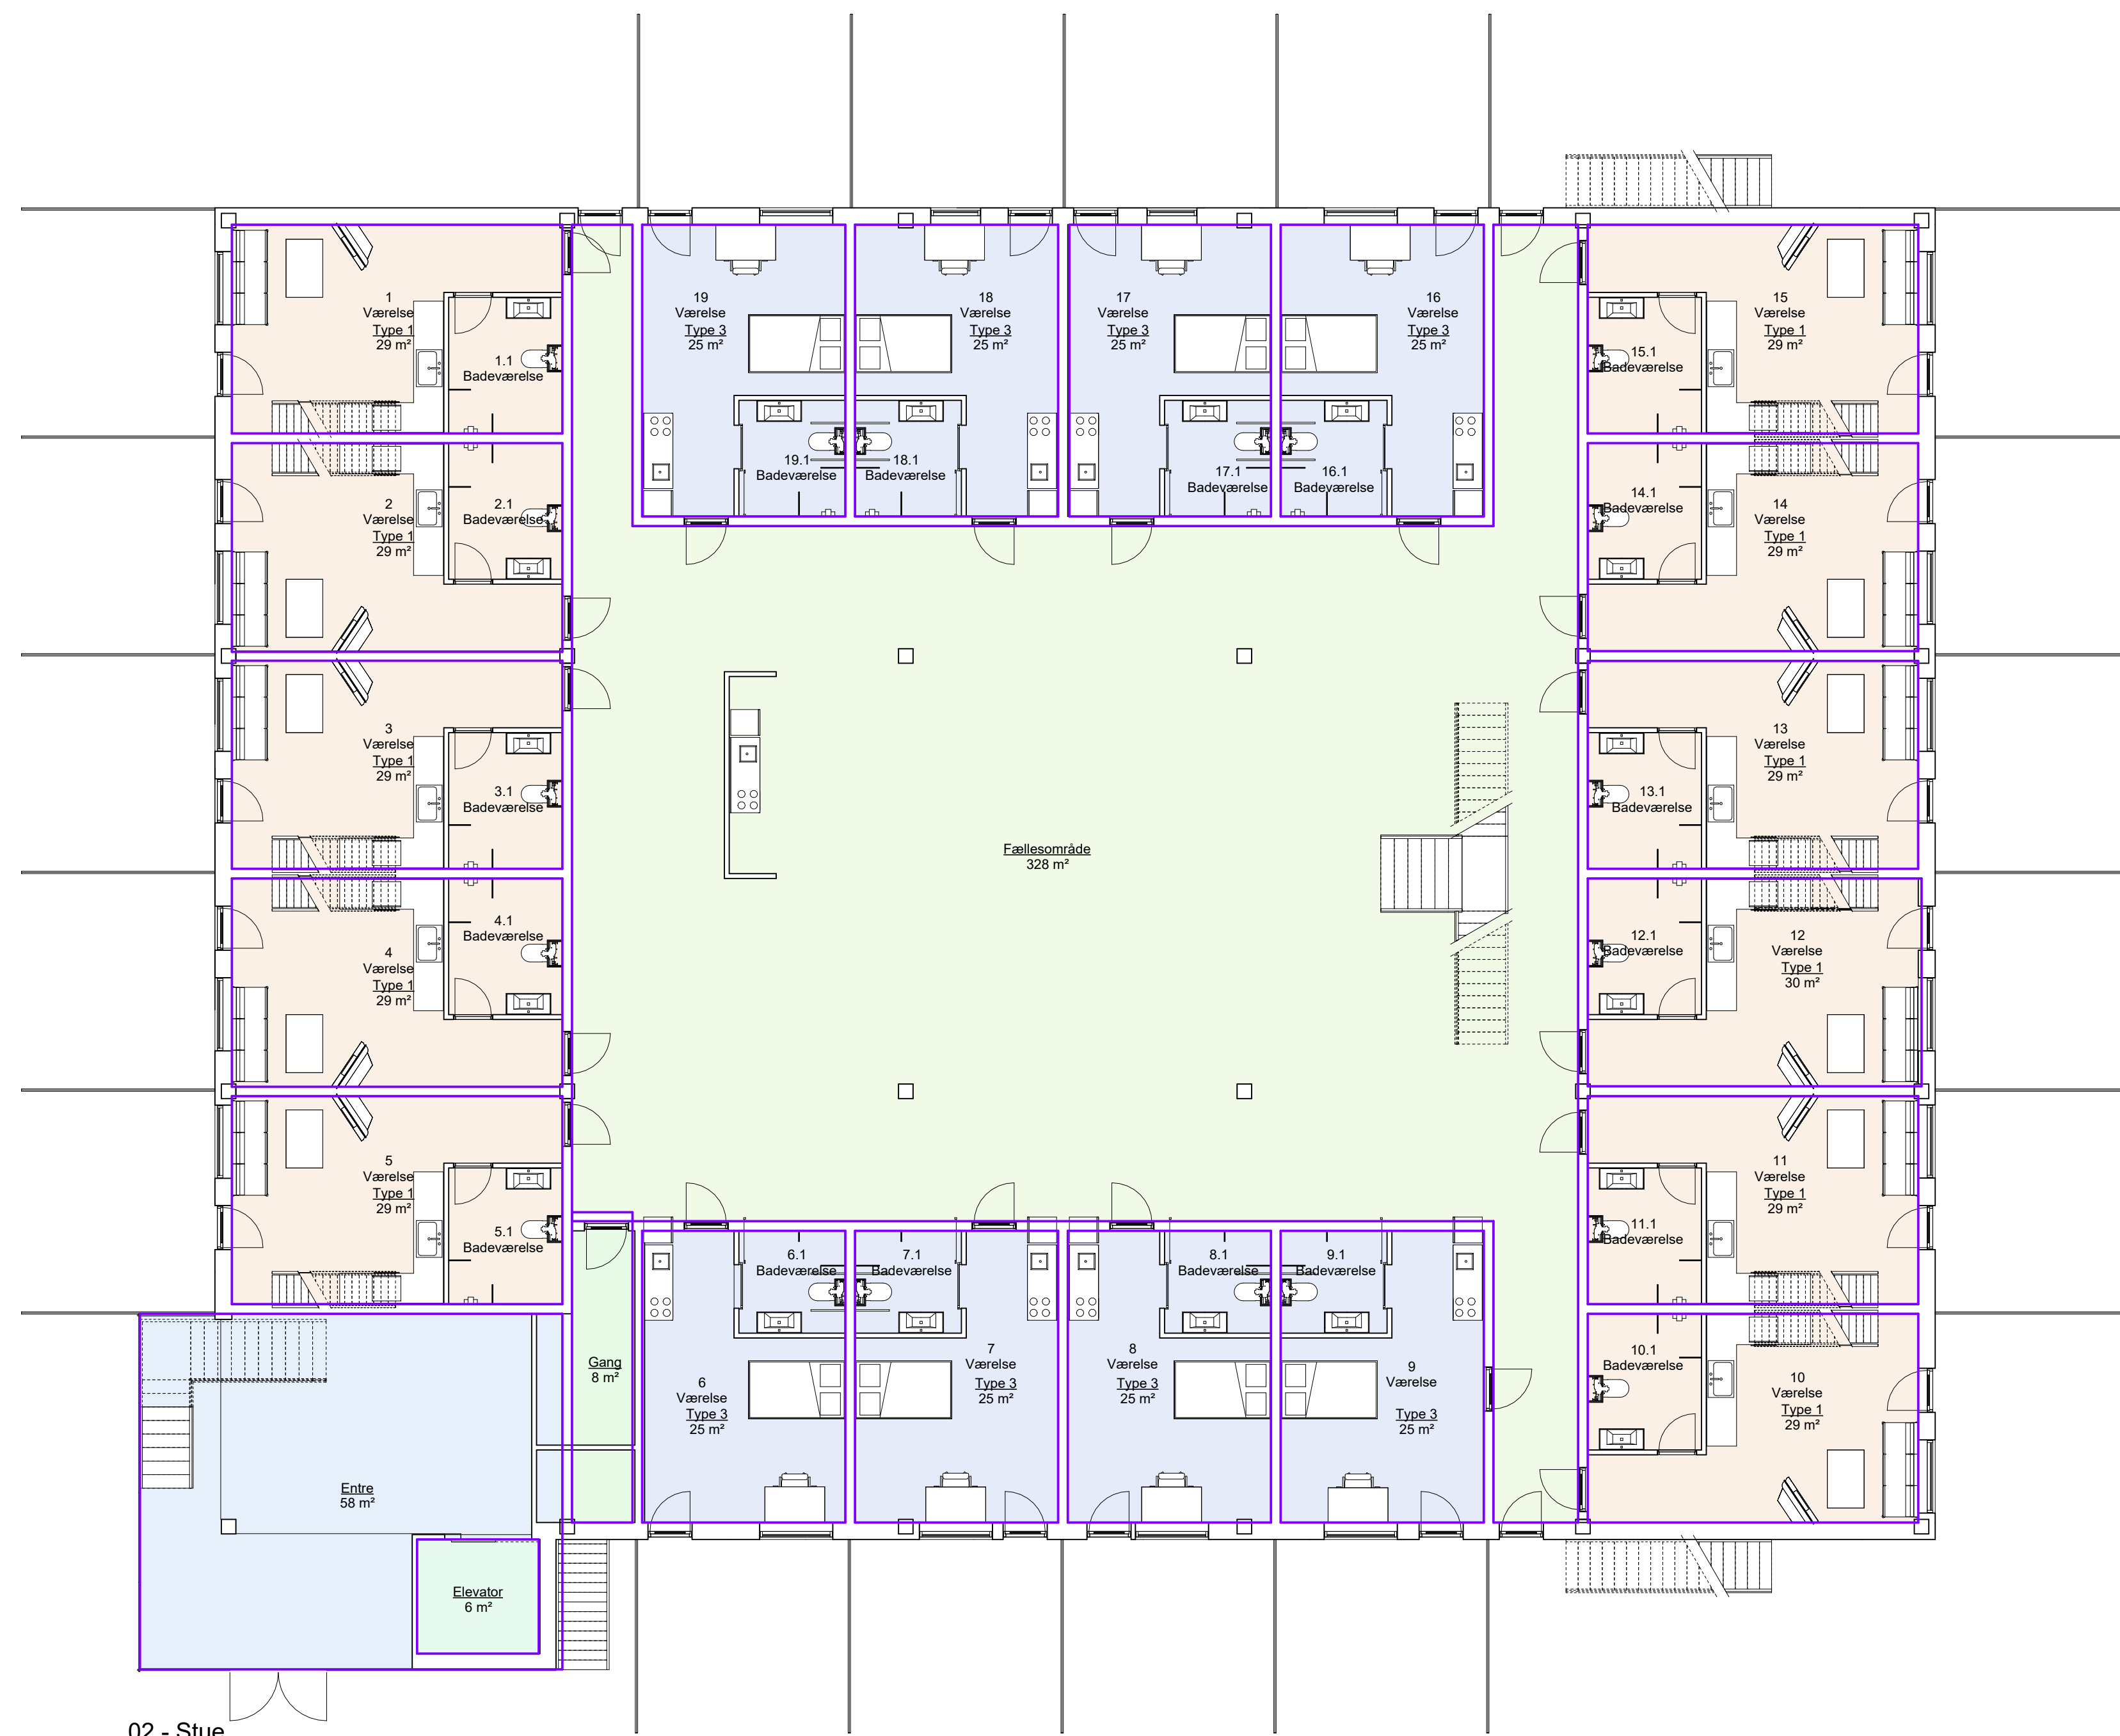 1
Værelse
Type 1
29 m²
1.1
Badeværelse
19
Værelse
Type 3
25 m²
19.1
Badeværelse
18
Værelse
Type 3
25 m²
18.1
Badeværelse
17
Værelse
Type 3
25 m²
17.1
Badeværelse
16
Værelse
Type 3
25 m²
16.1
Badeværelse
15
Værelse
Type 1
29 m²
15.1
Badeværelse
2
Værelse
Type 1
29 m²
2.1
Badeværelse
14.1
Badeværelse
14
Værelse
Type 1
29 m²
3
Værelse
Type 1
29 m²
3.1
Badeværelse
13.1
Badeværelse
13
Værelse
Type 1
29 m²
Fællesområde
328 m²
4
Værelse
Type 1
29 m²
4.1
Badeværelse
12.1
Badeværelse
12
Værelse
Type 1
30 m²
5
Værelse
Type 1
29 m²
5.1
Badeværelse
11.1
Badeværelse
11
Værelse
Type 1
29 m²
6.1
Badeværelse
7.1
Badeværelse
8.1
Badeværelse
9.1
Badeværelse
Gang
8 m²
6
Værelse
Type 3
25 m²
7
Værelse
Type 3
25 m²
8
Værelse
Type 3
25 m²
9
Værelse
Type 3
25 m²
10.1
Badeværelse
10
Værelse
Type 1
29 m²
Entre
58 m²
Elevator
6 m²
02 - Stue